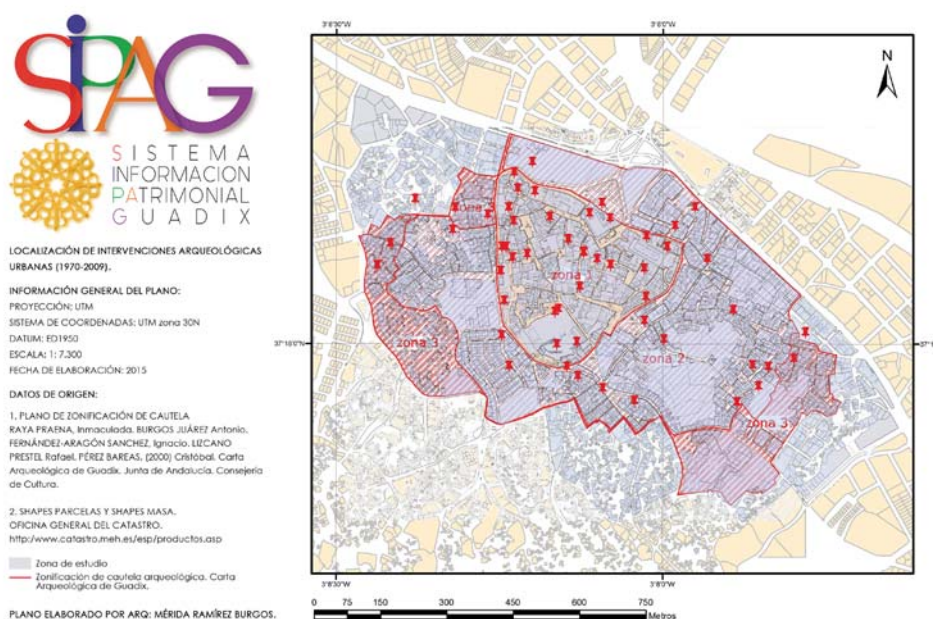 SiPAG
SISTEMA
INFORMACION
PATRIMONIAL
GUADIX
LOCALIZACIÓN DE INTERVENCIONES ARQUEOLÓGICAS
URBANAS (1970-2009).
INFORMACIÓN GENERAL DEL PLANO:
PROYECCIÓN: UTM
SISTEMA DE COORDENADAS: UTM zona 30N
DATUM: ED1950
ESCALA: 1: 7.300
FECHA DE ELABORACIÓN: 2015
DATOS DE ORIGEN:
1. PLANO DE ZONIFICACIÓN DE CAUTELA
RAYA PRAENA, Inmaculada. BURGOS JUÁREZ Antonio.
FERNÁNDEZ-ARAGÓN SANCHEZ, Ignacio. LIZCANO
PRESTEL Rafael. PÉREZ BAREAS, (2000) Cristóbal. Carta
Arqueológica de Guadix. Junta de Andalucía. Consejería
de Cultura.
2. SHAPES PARCELAS Y SHAPES MASA.
OFICINA GENERAL DEL CATASTRO.
http:/www.catastro.meh.es/esp/productos.asp
Zona de estudio
Zonificación de cautela arqueológica. Carta
Arqueológica de Guadix.
PLANO ELABORADO POR ARQ: MÉRIDA RAMÍREZ BURGOS.
3°8'30"W
3°8'0"W
N
zona 1
zona 3
zona 2
zona 3
3°8'30"W
3°8'0"W
0 75 150 300 450 600 750
Metros